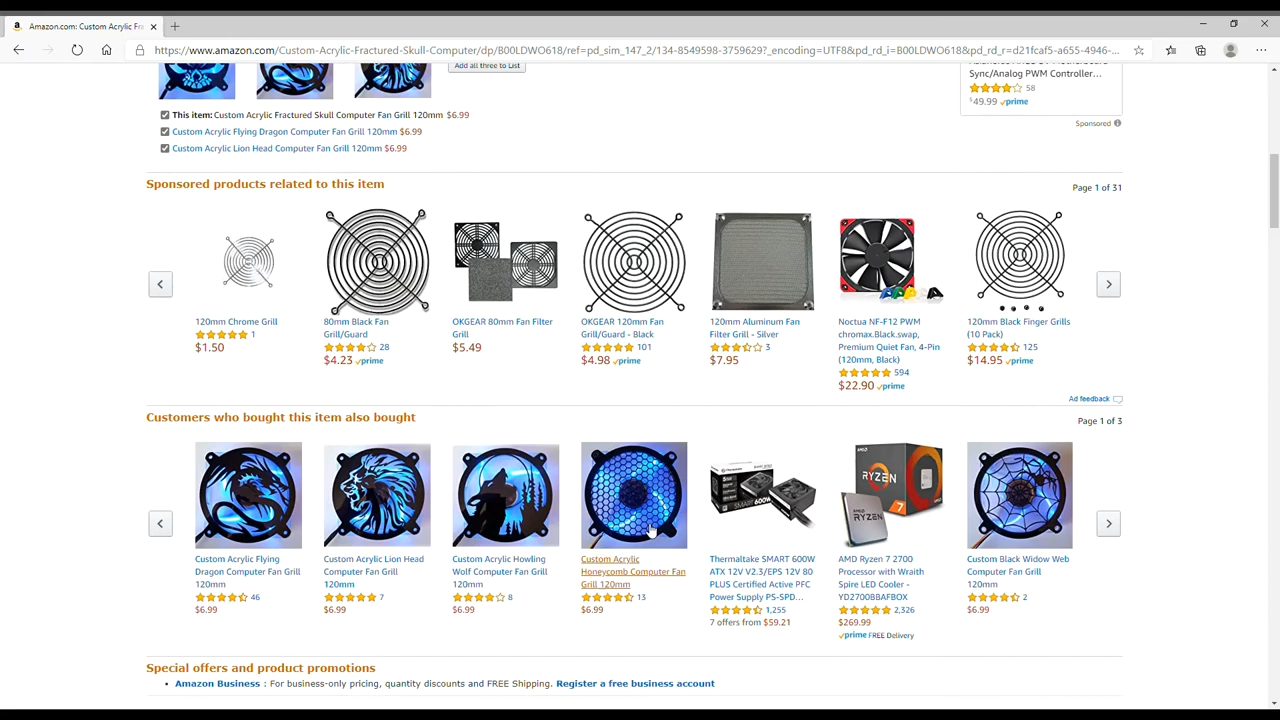 Amazon.com: Custom Acrylic Fra
https://www.amazon.com/Custom-Acrylic-Fractured-Skull-Computer/dp/B00LDWO618/ref=pd_sim_147_2/134-8549598-3759629?_encoding=UTF8&pd_rd_i=B00LDWO618&pd_rd_r=d21fcaf5-a655-4946-...
Add all three to List
Sync/Analog PWM Controller...
58
$49.99 prime
Sponsored
This item: Custom Acrylic Fractured Skull Computer Fan Grill 120mm $6.99
Custom Acrylic Flying Dragon Computer Fan Grill 120mm $6.99
Custom Acrylic Lion Head Computer Fan Grill 120mm $6.99
Sponsored products related to this item
Page 1 of 31
120mm Chrome Grill
1
$1.50
80mm Black Fan
Grill/Guard
28
$4.23 prime
OKGEAR 80mm Fan Filter
Grill
$5.49
OKGEAR 120mm Fan
Grill/Guard - Black
101
$4.98 prime
120mm Aluminum Fan
Filter Grill - Silver
3
$7.95
Noctua NF-F12 PWM
chromax.Black.swap,
Premium Quiet Fan, 4-Pin
(120mm, Black)
594
$22.90 prime
120mm Black Finger Grills
(10 Pack)
125
$14.95 prime
Ad feedback
Customers who bought this item also bought
Page 1 of 3
Custom Acrylic Flying
Dragon Computer Fan Grill
120mm
46
$6.99
Custom Acrylic Lion Head
Computer Fan Grill
120mm
7
$6.99
Custom Acrylic Howling
Wolf Computer Fan Grill
120mm
8
$6.99
Custom Acrylic
Honeycomb Computer Fan
Grill 120mm
13
$6.99
Thermaltake SMART 600W
ATX 12V V2.3/EPS 12V 80
PLUS Certified Active PFC
Power Supply PS-SPD...
1,255
7 offers from $59.21
RYZEN
7
RYZEN
AMD Ryzen 7 2700
Processor with Wraith
Spire LED Cooler -
YD2700BBAFBOX
2,326
$269.99
prime FREE Delivery
Custom Black Widow Web
Computer Fan Grill
120mm
2
$6.99
Special offers and product promotions
Amazon Business : For business-only pricing, quantity discounts and FREE Shipping. Register a free business account